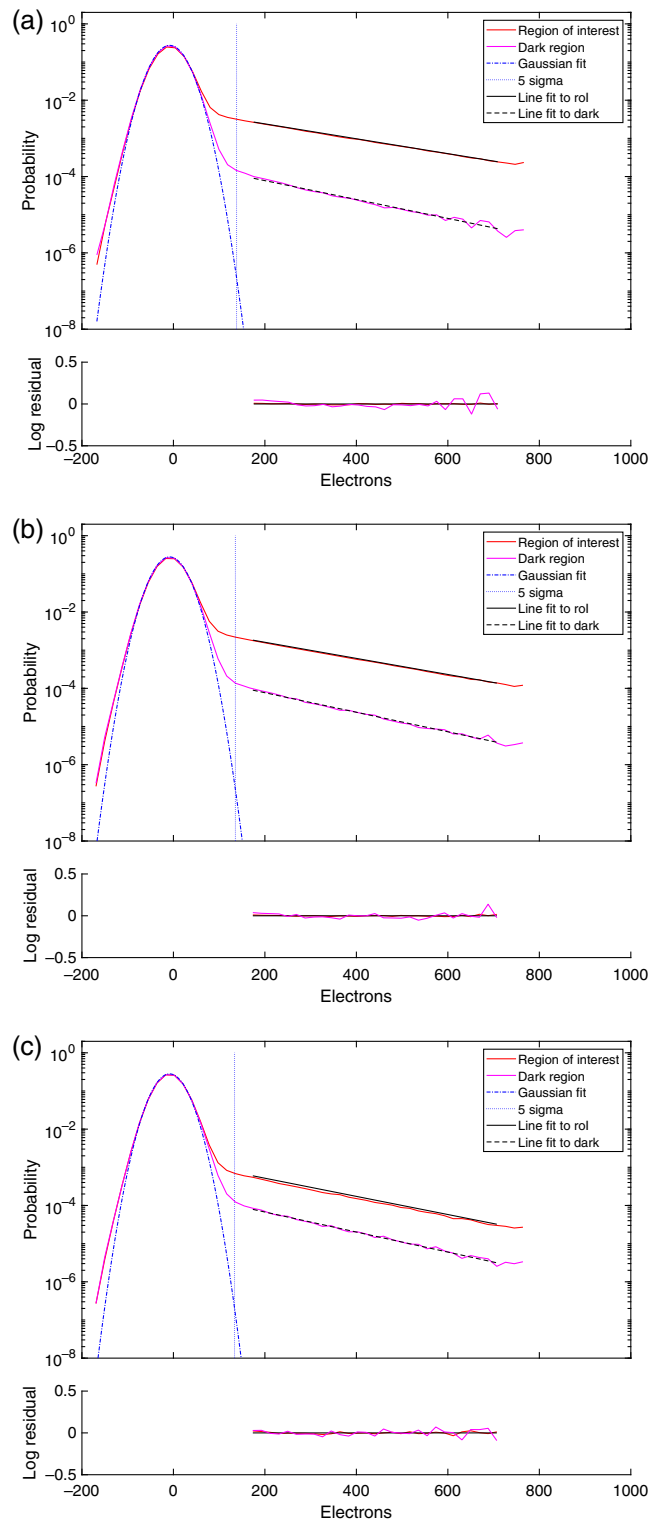 (a)
10^0
10^-2
10^-4
10^-6
10^-8
Probability
Region of interest
Dark region
Gaussian fit
5 sigma
Line fit to roI
Line fit to dark
0.5
0
−0.5
Log residual
−200 0 200 400 600 800 1000
Electrons
(b)
10^0
10^-2
10^-4
10^-6
10^-8
Probability
Region of interest
Dark region
Gaussian fit
5 sigma
Line fit to roI
Line fit to dark
0.5
0
−0.5
Log residual
−200 0 200 400 600 800 1000
Electrons
(c)
10^0
10^-2
10^-4
10^-6
10^-8
Probability
Region of interest
Dark region
Gaussian fit
5 sigma
Line fit to roI
Line fit to dark
0.5
0
−0.5
Log residual
−200 0 200 400 600 800 1000
Electrons